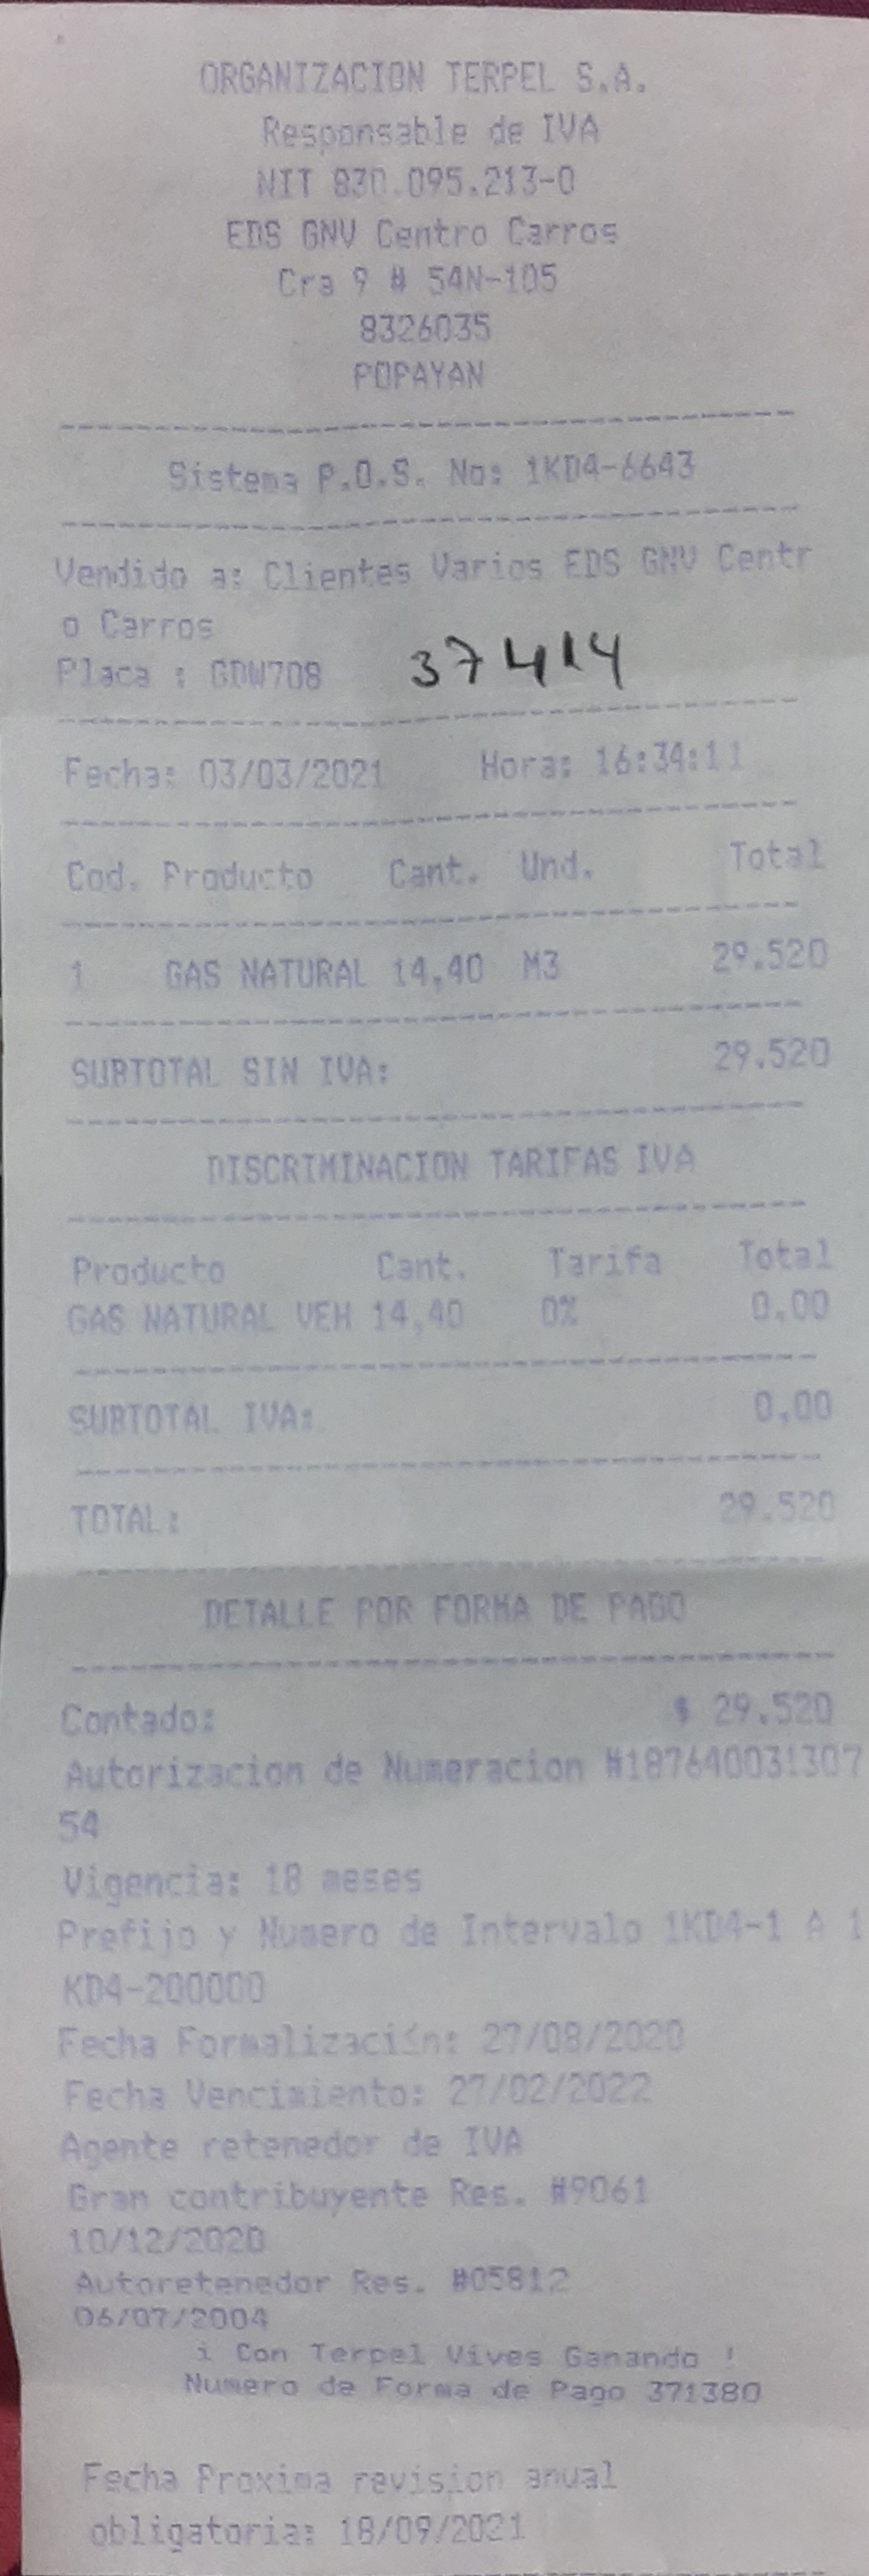 ORGANIZACION TERPEL S.A.
Responsable de IVA
NIT 830.095.213-0
EDS GNV Centro Carros
Cra 9 # 54N-105
8326035
POPAYAN
Sistema P.O.S. No: 1KD4-6643
Vendido a: Clientes Varios EDS GNV Centr
o Carros
Placa : GDW708 37414
Fecha: 03/03/2021 Hora: 16:34:11
Cod. Producto Cant. Und. Total
1 GAS NATURAL 14,40 M3 29.520
SUBTOTAL SIN IVA: 29.520
DISCRIMINACION TARIFAS IVA
Producto Cant. Tarifa Total
GAS NATURAL VEH 14,40 0% 0,00
SUBTOTAL IVA: 0,00
TOTAL: 29.520
DETALLE POR FORMA DE PAGO
Contado: $ 29.520
Autorizacion de Numeracion #187640031307
54
Vigencia: 18 meses
Prefijo y Numero de Intervalo 1KD4-1 A 1
KD4-200000
Fecha Formalización: 27/08/2020
Fecha Vencimiento: 27/02/2022
Agente retenedor de IVA
Gran contribuyente Res. #9061
10/12/2020
Autoretenedor Res. #05812
06/07/2004
¡ Con Terpel Vives Ganando !
Numero de Forma de Pago 371380
Fecha Proxima revision anual
obligatoria: 18/09/2021